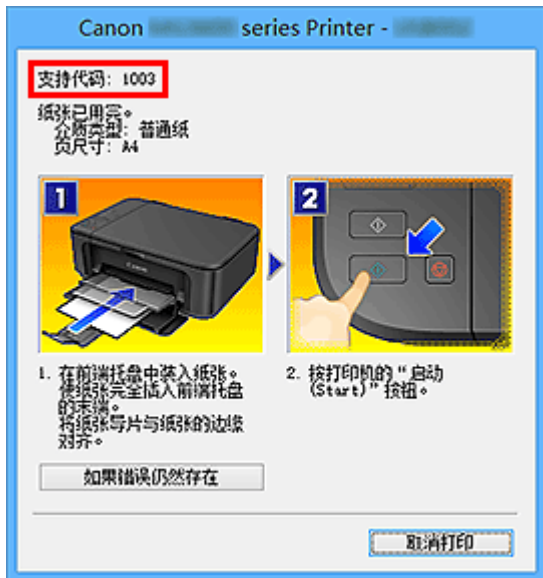 Canon series Printer -
支持代码: 1003
纸张已用完。
介质类型: 普通纸
页尺寸: A4
1
2
1. 在前端托盘中装入纸张。
使纸张完全插入前端托盘
的末端。
将纸张导片与纸张的边缘
对齐。
2. 按打印机的“启动
(Start)”按钮。
如果错误仍然存在
取消打印